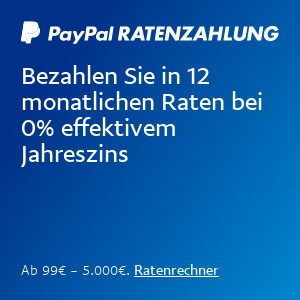 PayPal RATENZAHLUNG
Bezahlen Sie in 12
monatlichen Raten bei
0% effektivem
Jahreszins
Ab 99€ – 5.000€. Ratenrechner